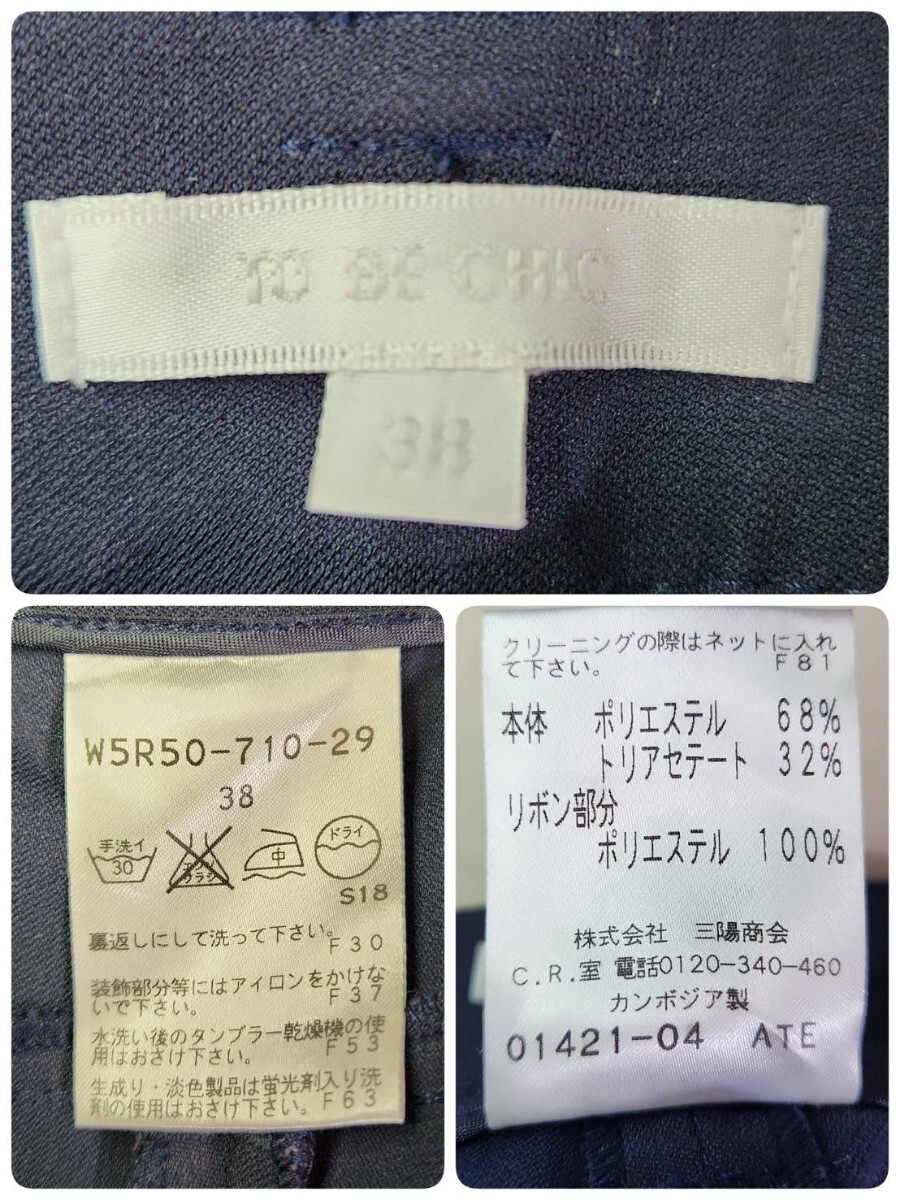 TO BE CHIC
38
W5R50-710-29
38
手洗イ
30
エンソ
サラシ
中
ドライ
S18
裏返しにして洗って下さい。
F30
装飾部分等にはアイロンをかけな
いで下さい。
F37
水洗い後のタンブラー乾燥機の使
用はおさけ下さい。
F53
生成り・淡色製品は蛍光剤入り洗
剤の使用はおさけ下さい。
F63
クリーニングの際はネットに入れ
て下さい。
F81
本体 ポリエステル 68%
トリアセテート 32%
リボン部分
ポリエステル 100%
株式会社 三陽商会
C.R.室 電話0120-340-460
カンボジア製
01421-04 ATE